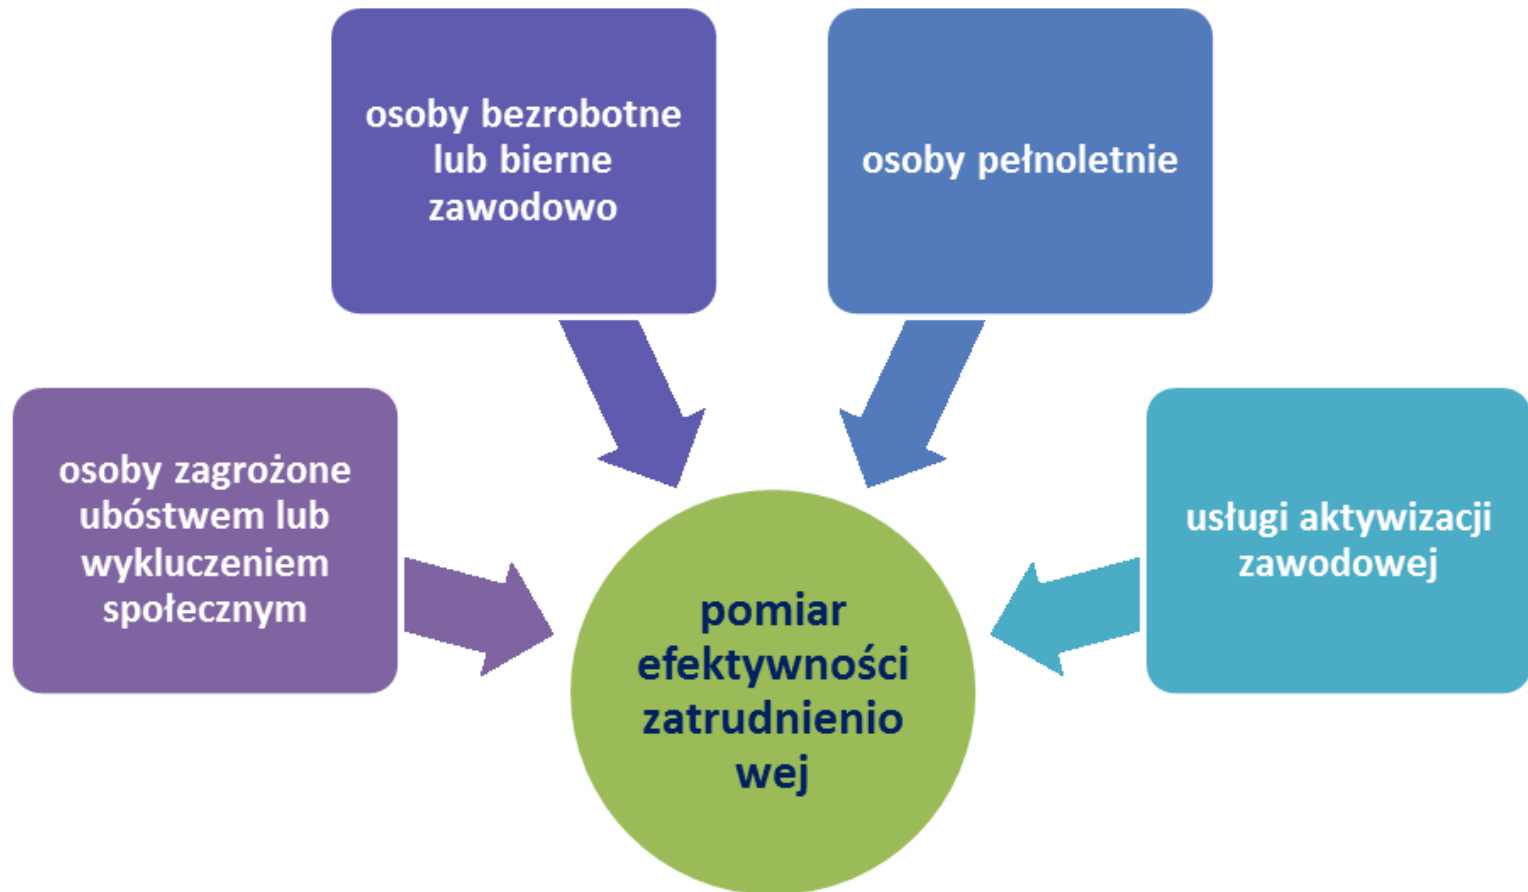 osoby bezrobotne
lub bierne
zawodowo
osoby pełnoletnie
osoby zagrożone
ubóstwem lub
wykluczeniem
społecznym
usługi aktywizacji
zawodowej
pomiar
efektywności
zatrudnienio
wej